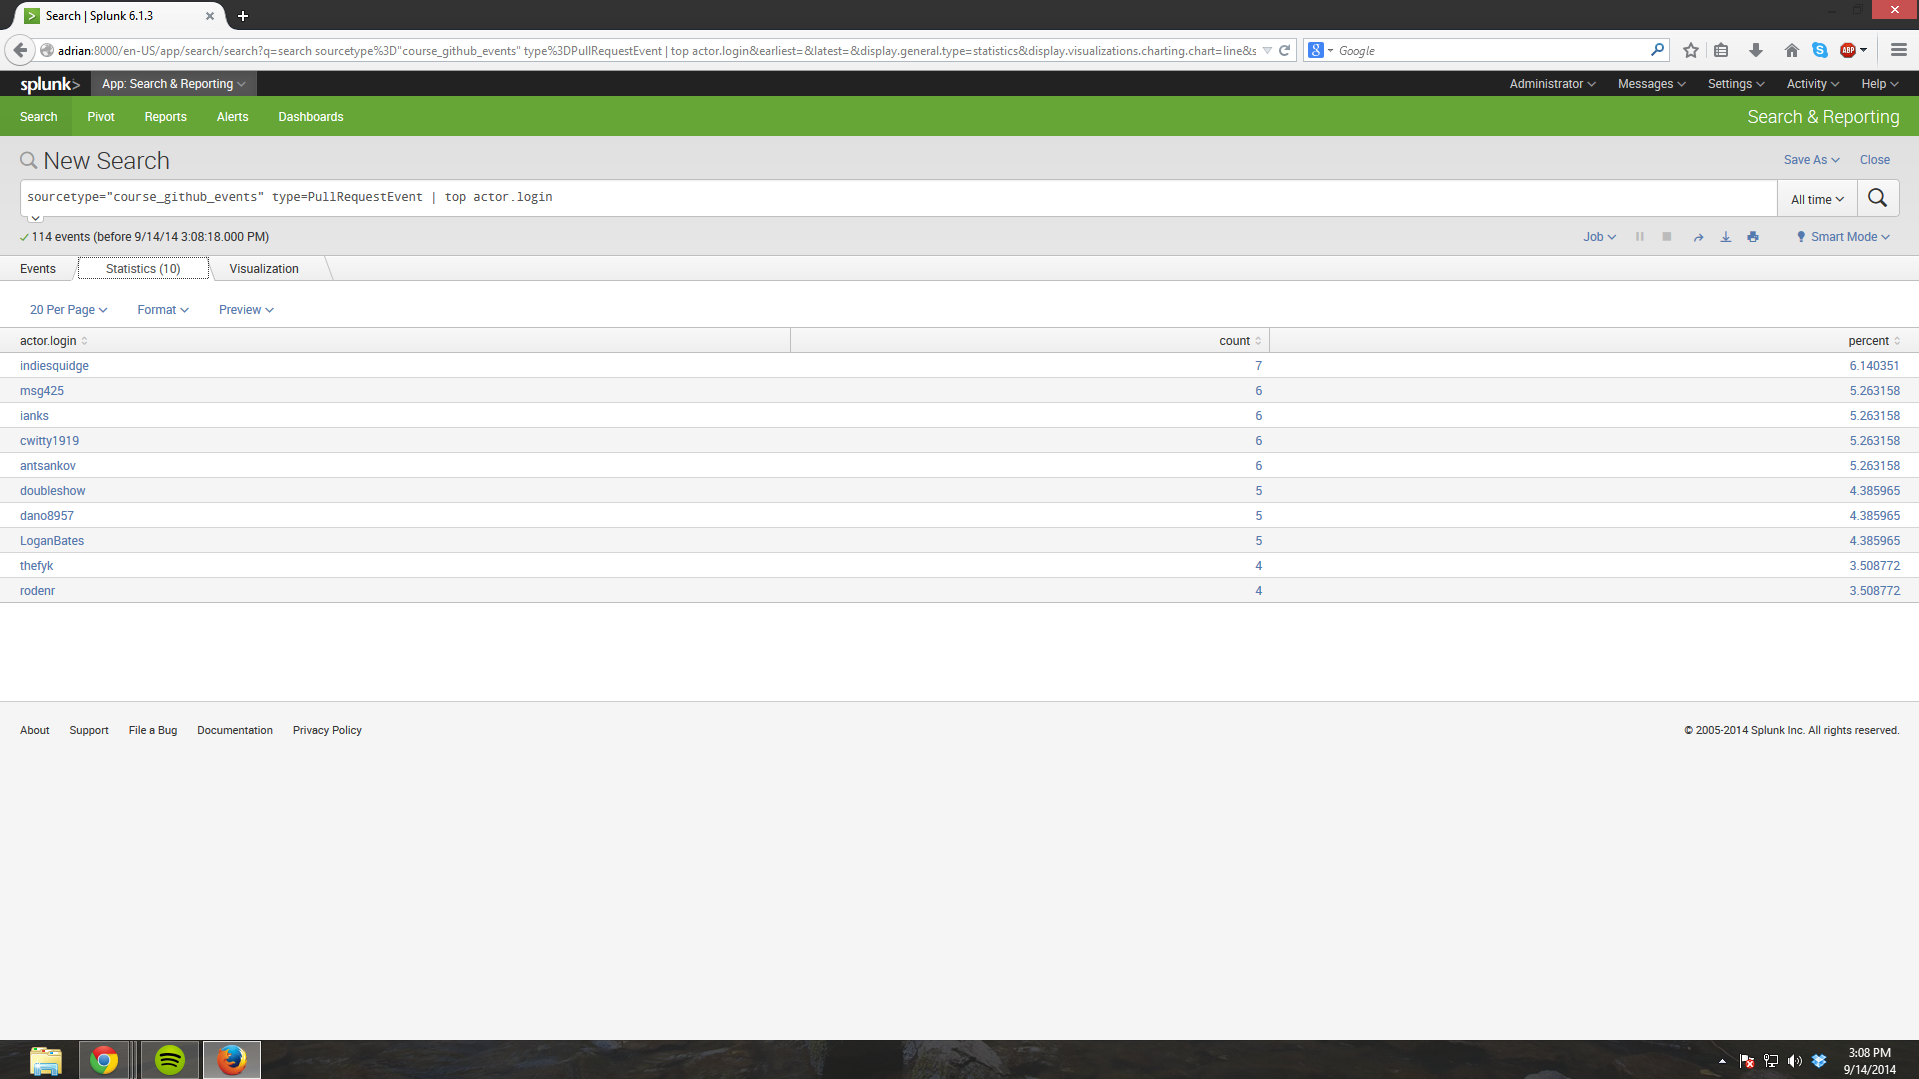 Search | Splunk 6.1.3
adrian:8000/en-US/app/search/search?q=search sourcetype%3D"course_github_events" type%3DPullRequestEvent | top actor.login&earliest=&latest=&display.general.type=statistics&display.visualizations.charting.chart=line&s
Google
splunk> App: Search & Reporting Administrator Messages Settings Activity Help
Search Pivot Reports Alerts Dashboards Search & Reporting
New Search Save As Close
sourcetype="course_github_events" type=PullRequestEvent | top actor.login All time
114 events (before 9/14/14 3:08:18.000 PM) Job Smart Mode
Events Statistics (10) Visualization
20 Per Page Format Preview
actor.login count percent
indiesquidge 7 6.140351
msg425 6 5.263158
ianks 6 5.263158
cwitty1919 6 5.263158
antsankov 6 5.263158
doubleshow 5 4.385965
dano8957 5 4.385965
LoganBates 5 4.385965
thefyk 4 3.508772
rodenr 4 3.508772
About Support File a Bug Documentation Privacy Policy © 2005-2014 Splunk Inc. All rights reserved.
3:08 PM
9/14/2014